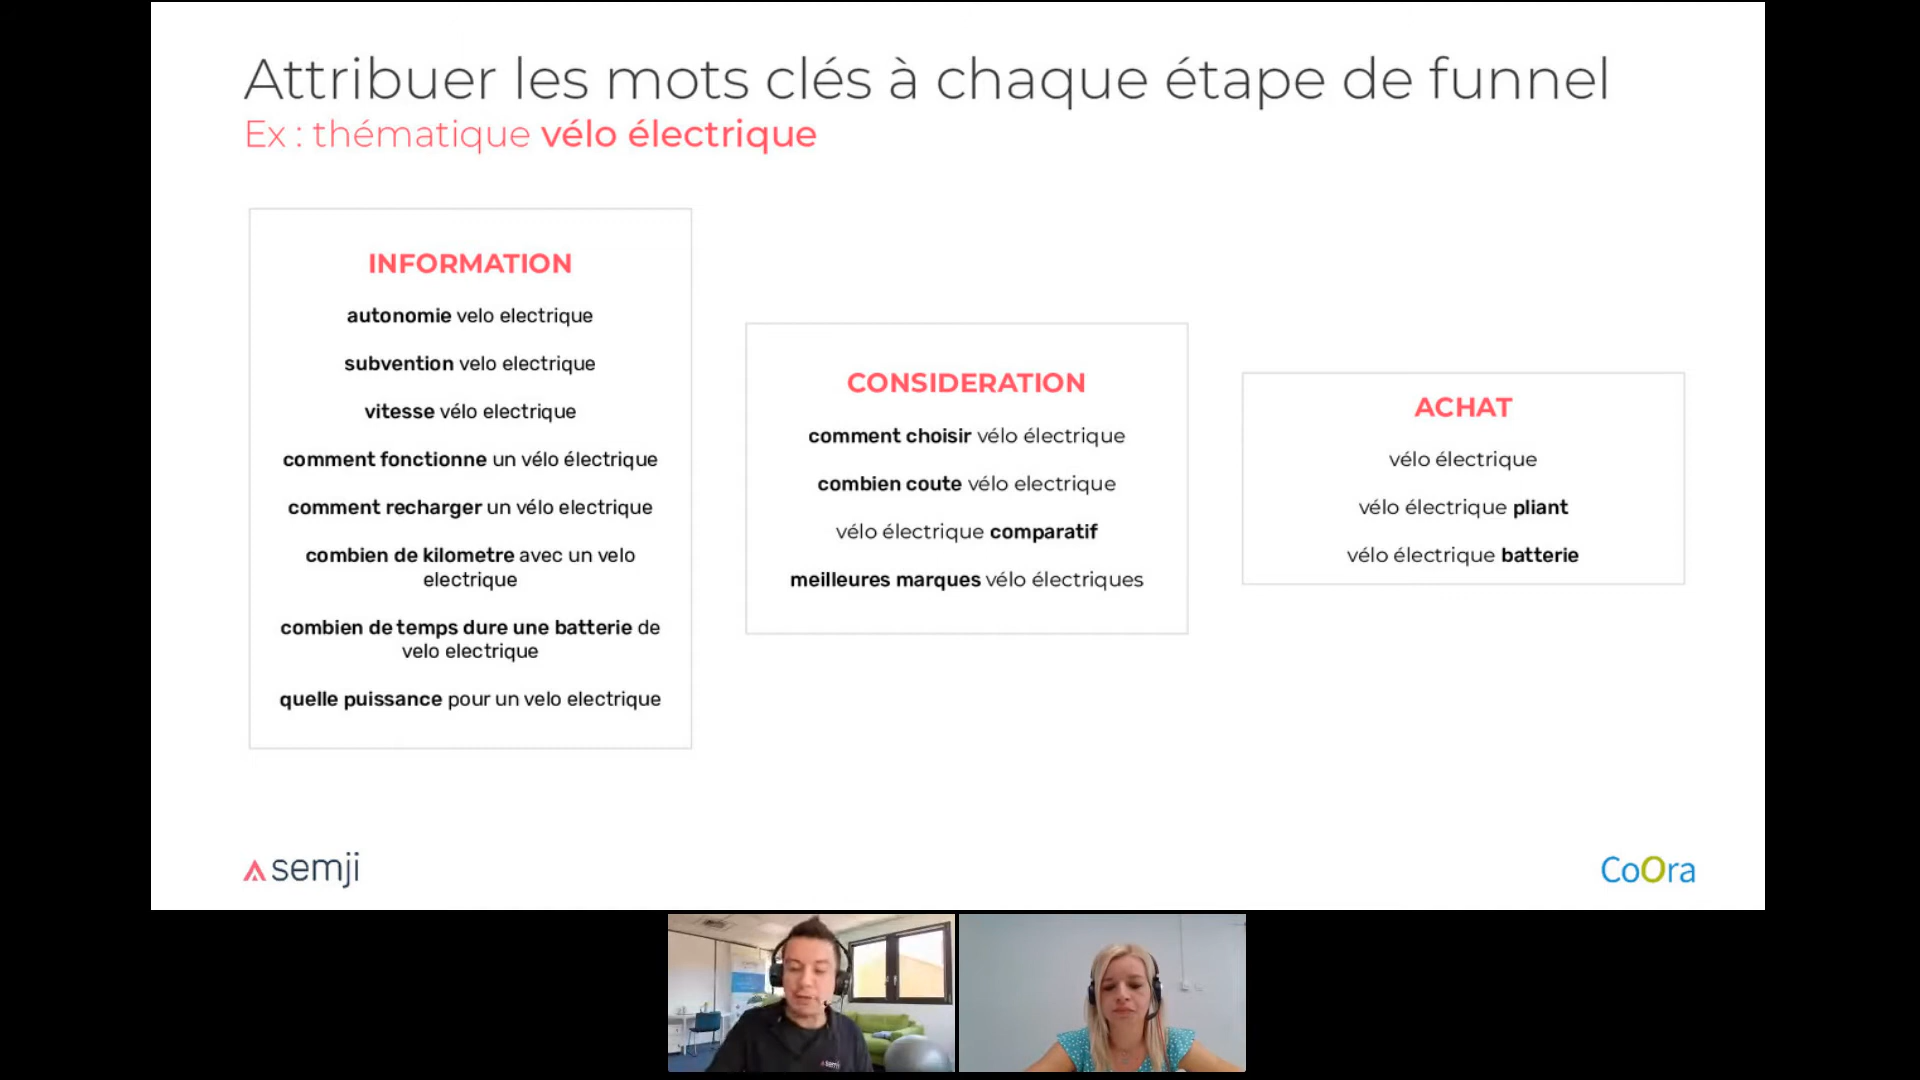 Attribuer les mots clés à chaque étape de funnel
Ex : thématique vélo électrique
INFORMATION
autonomie velo electrique
subvention velo electrique
vitesse vélo electrique
comment fonctionne un vélo électrique
comment recharger un vélo electrique
combien de kilometre avec un velo
electrique
combien de temps dure une batterie de
velo electrique
quelle puissance pour un velo electrique
CONSIDERATION
comment choisir vélo électrique
combien coute vélo electrique
vélo électrique comparatif
meilleures marques vélo électriques
ACHAT
vélo électrique
vélo électrique pliant
vélo électrique batterie
semji
CoOra
semji